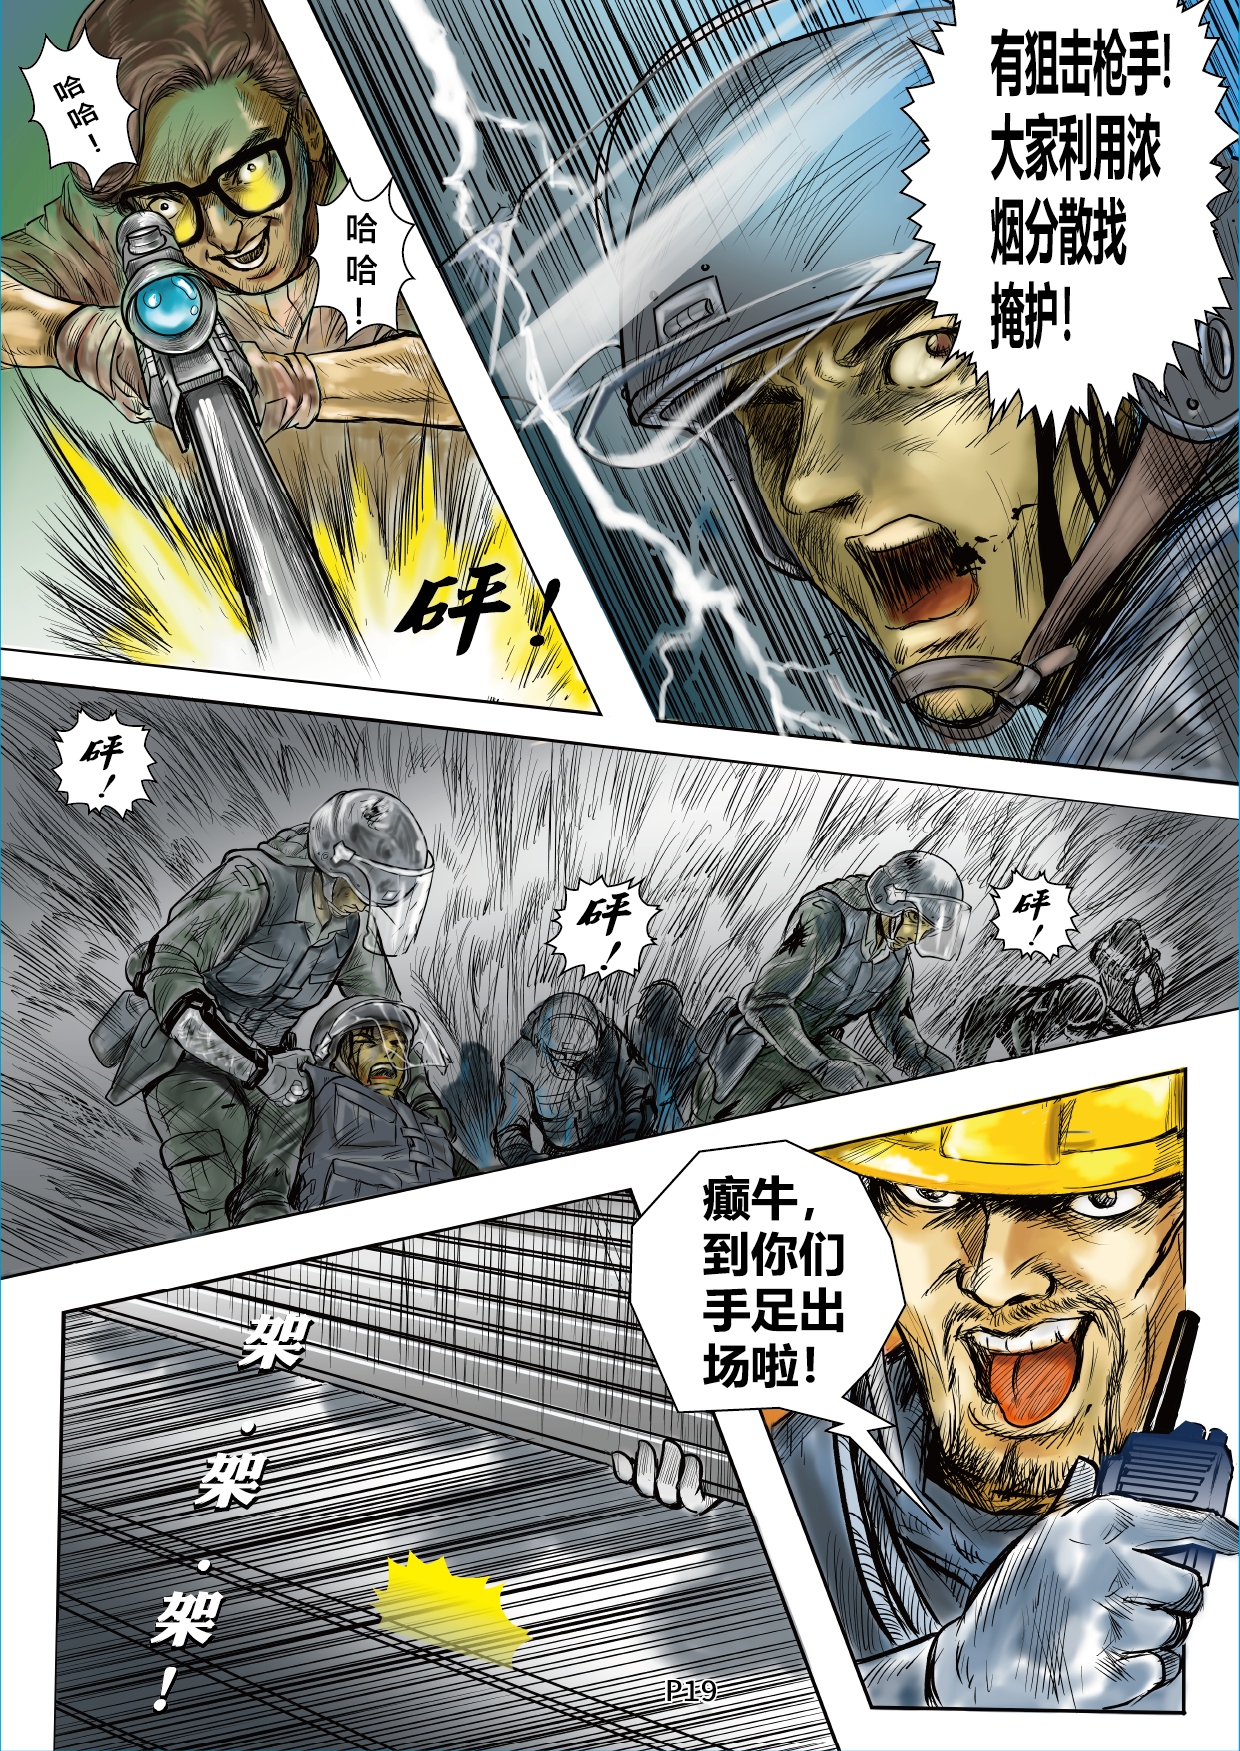 哈
哈！
哈
哈
！
有狙击枪手!
大家利用浓
烟分散找
掩护!
砰！
砰
！
砰
！
砰
！
癫牛，
到你们
手足出
场啦！
架
．
架
．
架
！
P19